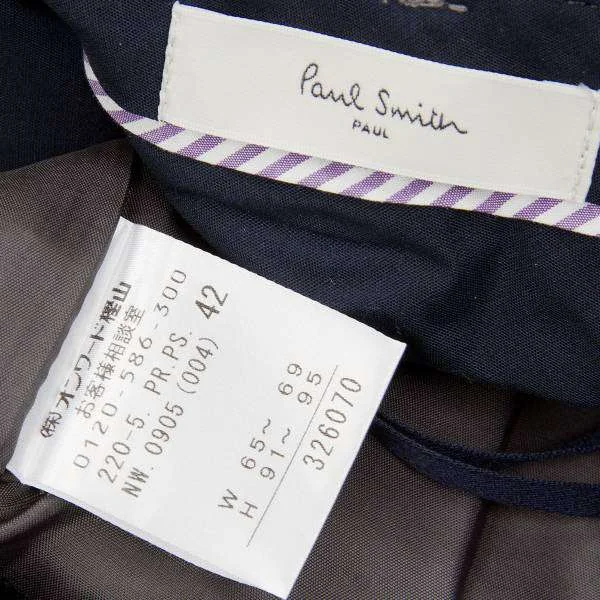 Paul Smith
PAUL
(株)オンワード樫山
お客様相談室
0120-586-300
220-5. PR.PS. 42
NW. 0905 (004)
W 65~ 69
H 91~ 95
326070